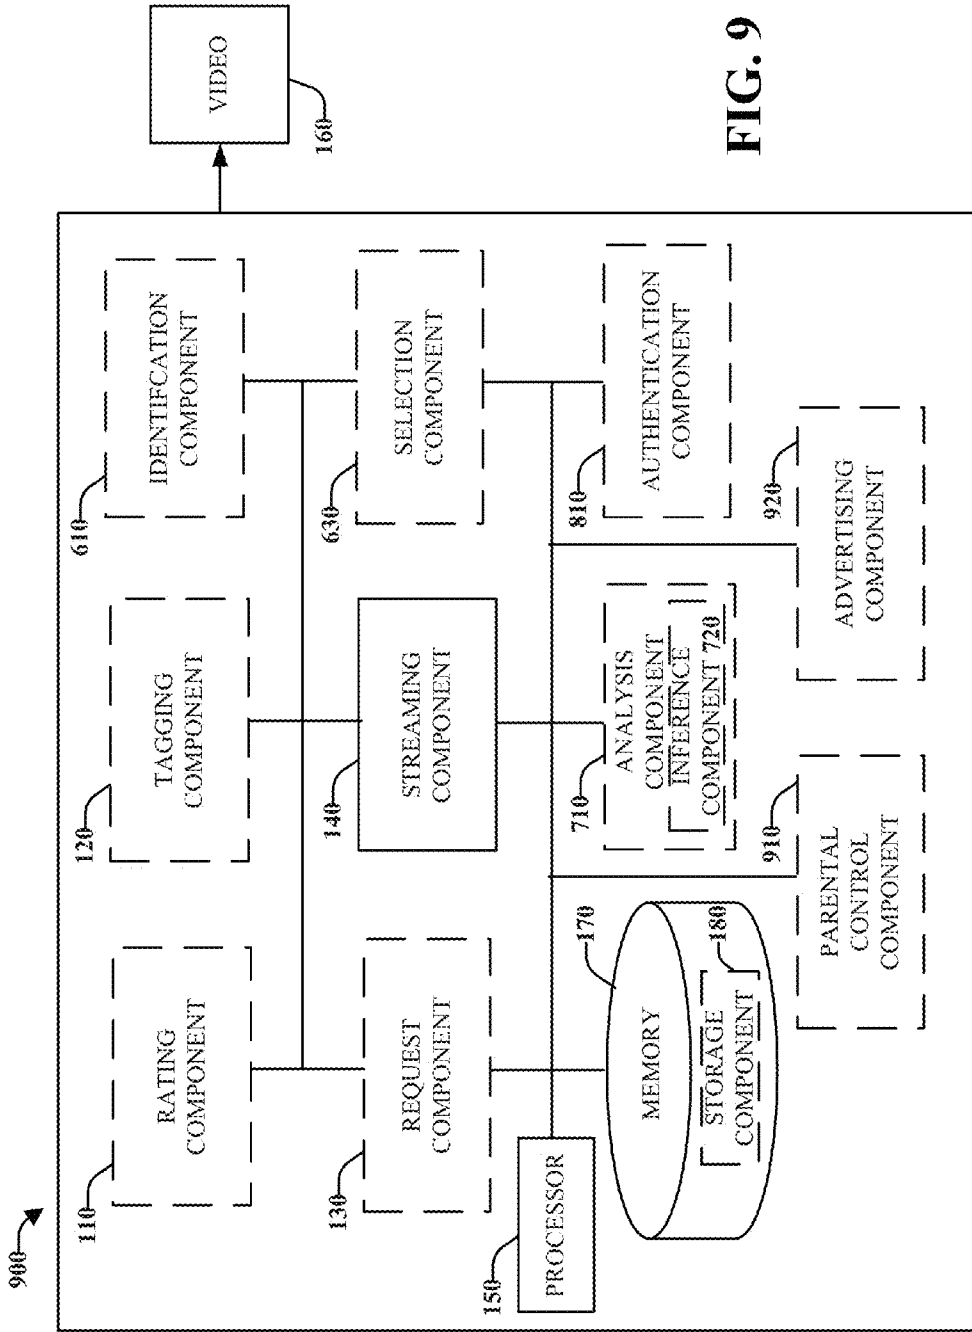 900
110
RATING
COMPONENT
120
TAGGING
COMPONENT
610
IDENTIFCATION
COMPONENT
VIDEO
160
130
REQUEST
COMPONENT
140
STREAMING
COMPONENT
630
SELECTION
COMPONENT
150
PROCESSOR
170
MEMORY
180
STORAGE
COMPONENT
710
ANALYSIS
COMPONENT
INFERENCE
COMPONENT 720
810
AUTHENTICATION
COMPONENT
910
PARENTAL
CONTROL
COMPONENT
920
ADVERTISING
COMPONENT
FIG. 9